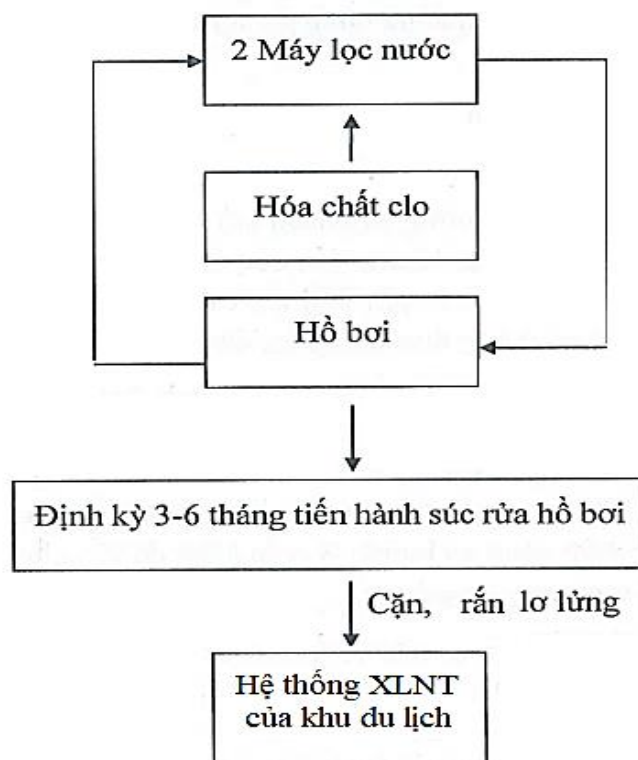 2 Máy lọc nước
Hóa chất clo
Hồ bơi
Định kỳ 3-6 tháng tiến hành súc rửa hồ bơi
Cặn, rắn lơ lửng
Hệ thống XLNT
của khu du lịch